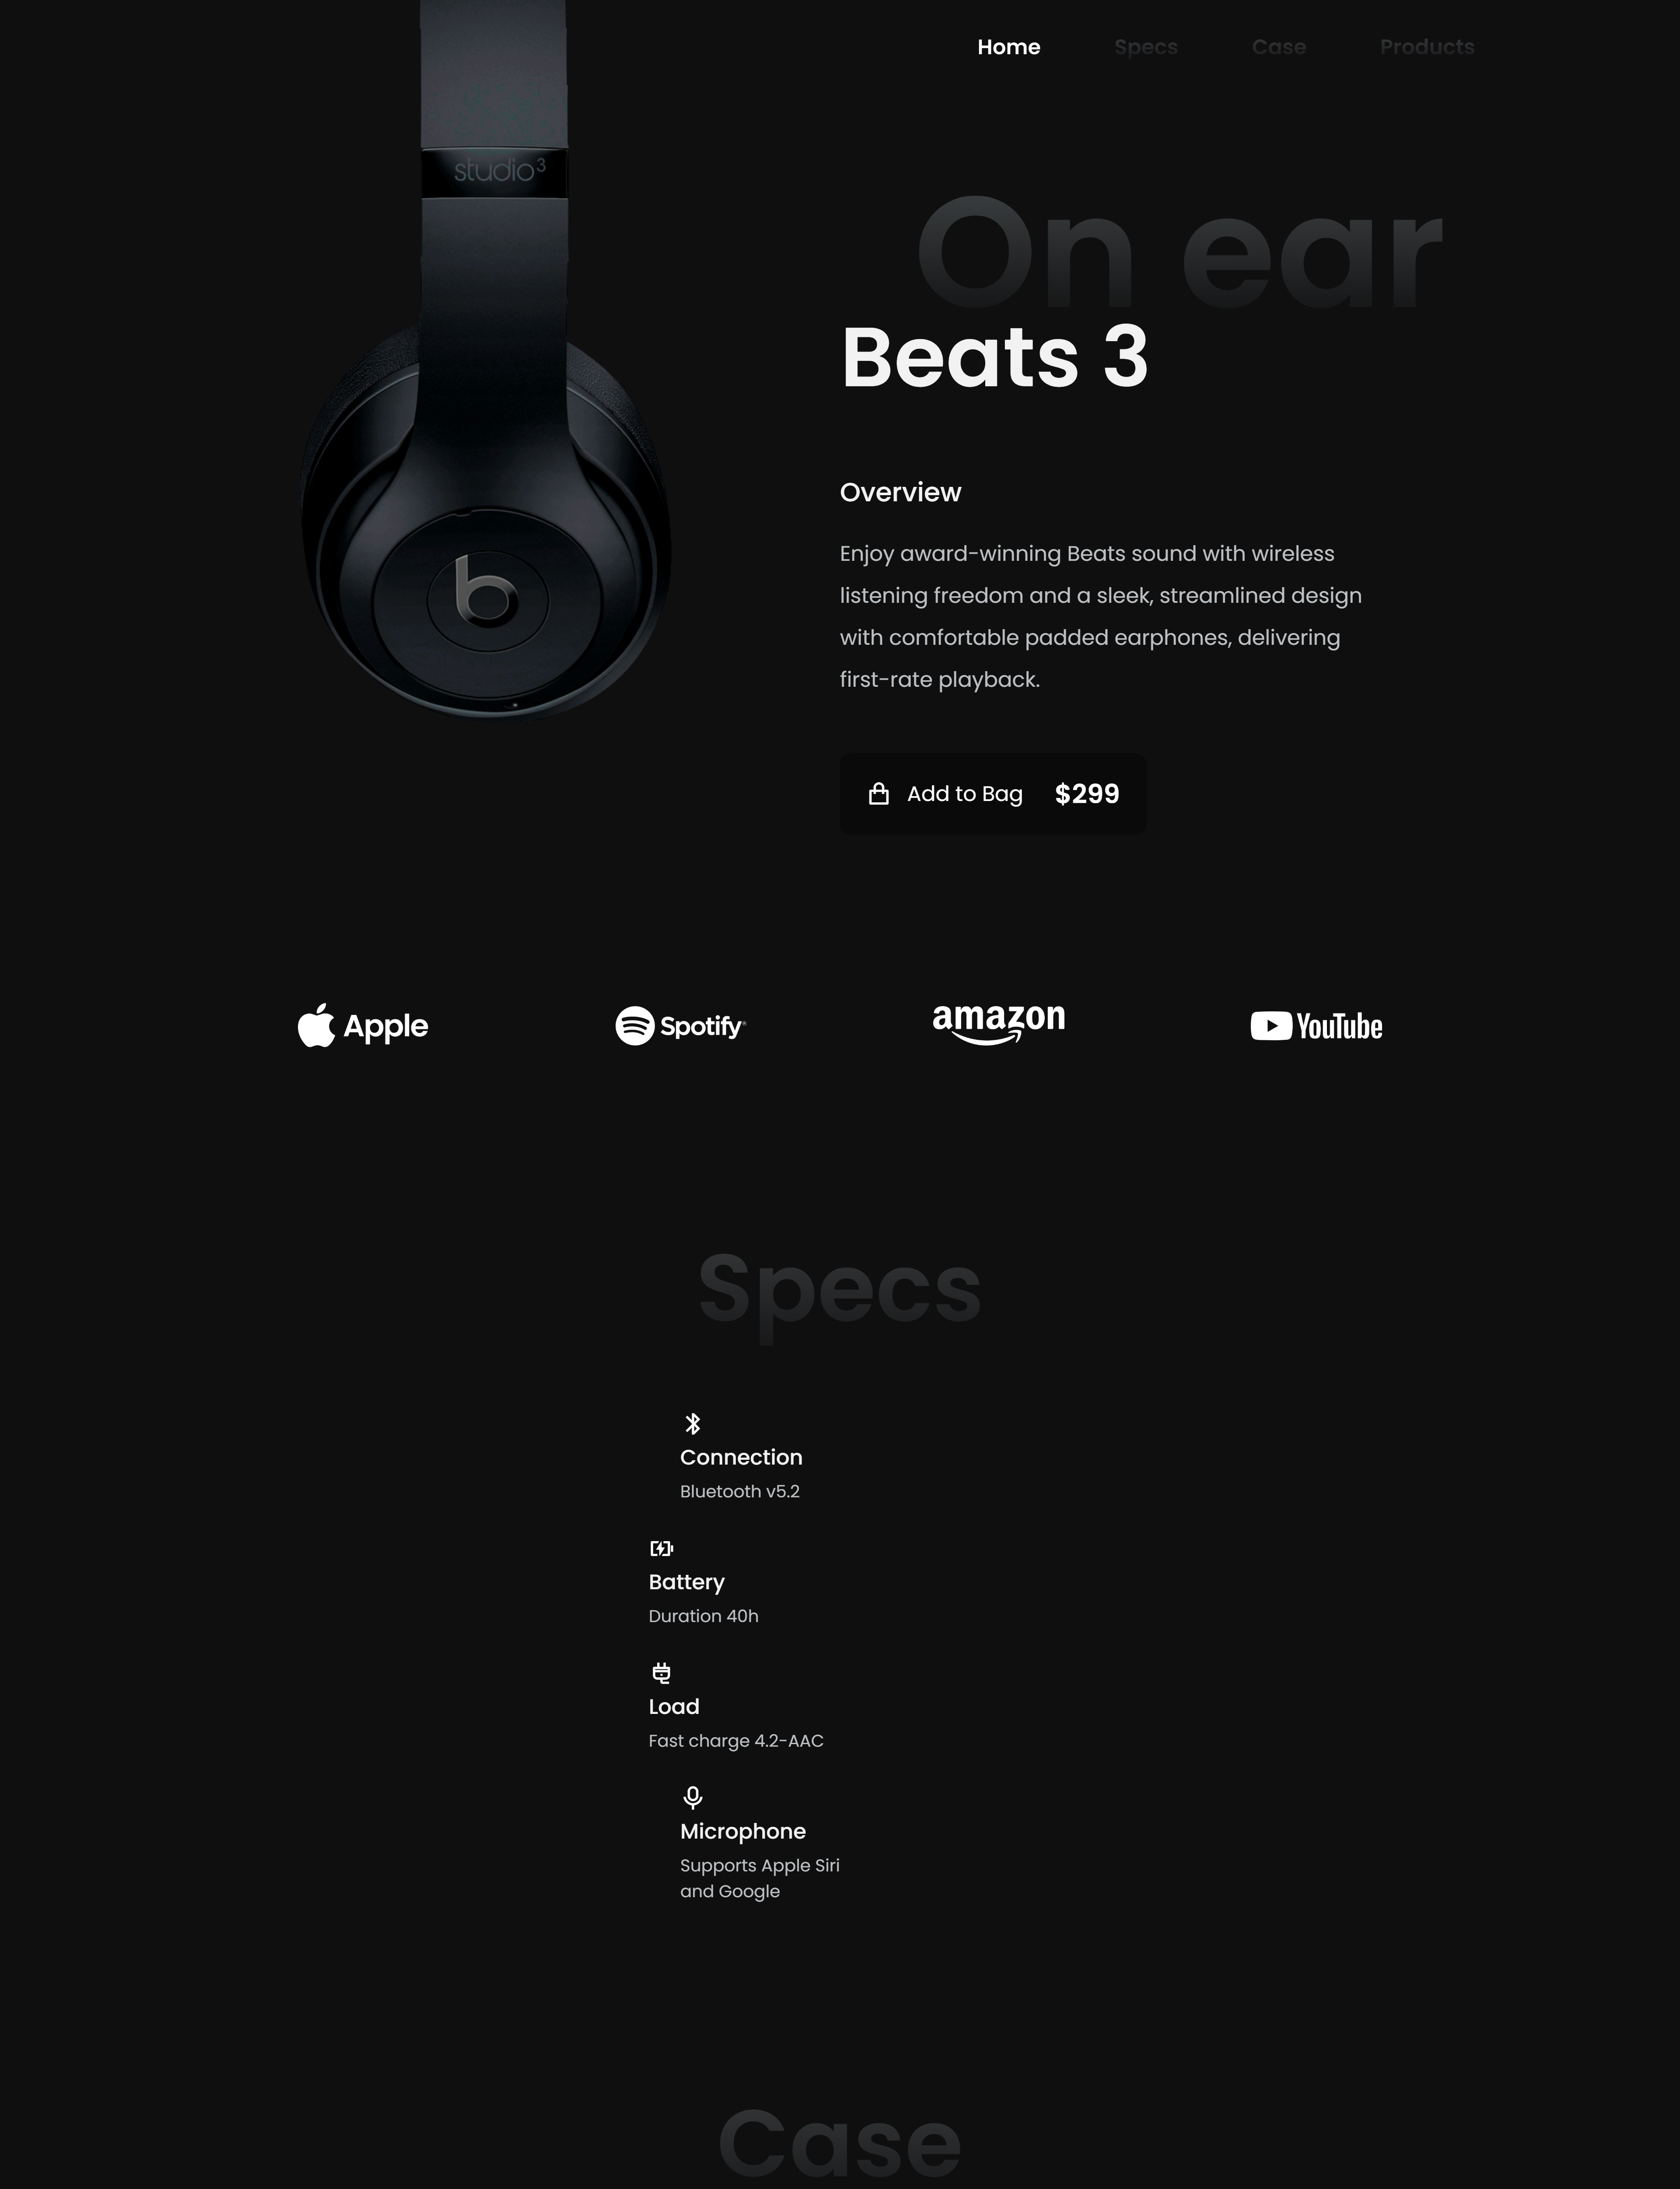 Home Specs Case Products
studio3
On ear
Beats 3
Overview
Enjoy award-winning Beats sound with wireless
listening freedom and a sleek, streamlined design
with comfortable padded earphones, delivering
first-rate playback.
Add to Bag $299
Apple Spotify amazon YouTube
Specs
Connection
Bluetooth v5.2
Battery
Duration 40h
Load
Fast charge 4.2-AAC
Microphone
Supports Apple Siri
and Google
Case